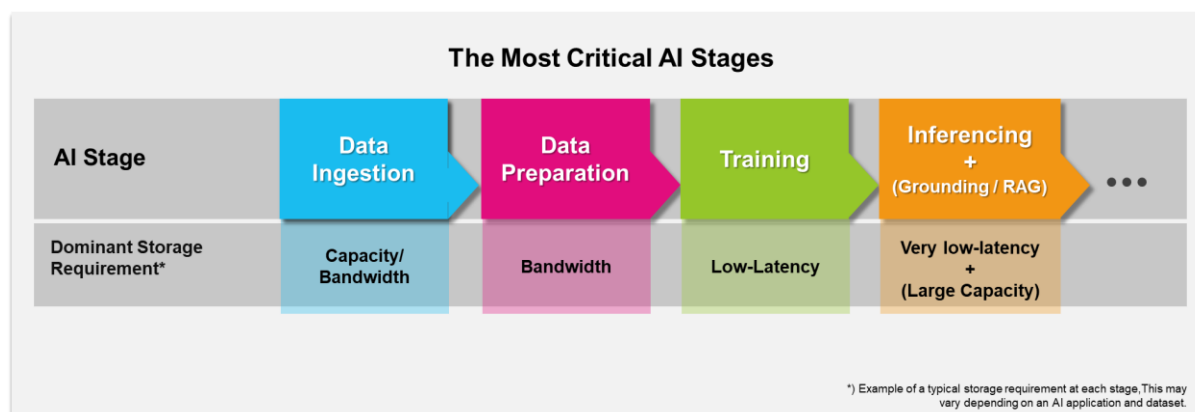 The Most Critical AI Stages
AI Stage
Data
Ingestion
Data
Preparation
Training
Inferencing
+
(Grounding / RAG)
•••
Dominant Storage
Requirement*
Capacity/
Bandwidth
Bandwidth
Low-Latency
Very low-latency
+
(Large Capacity)
*) Example of a typical storage requirement at each stage,This may
vary depending on an AI application and dataset.